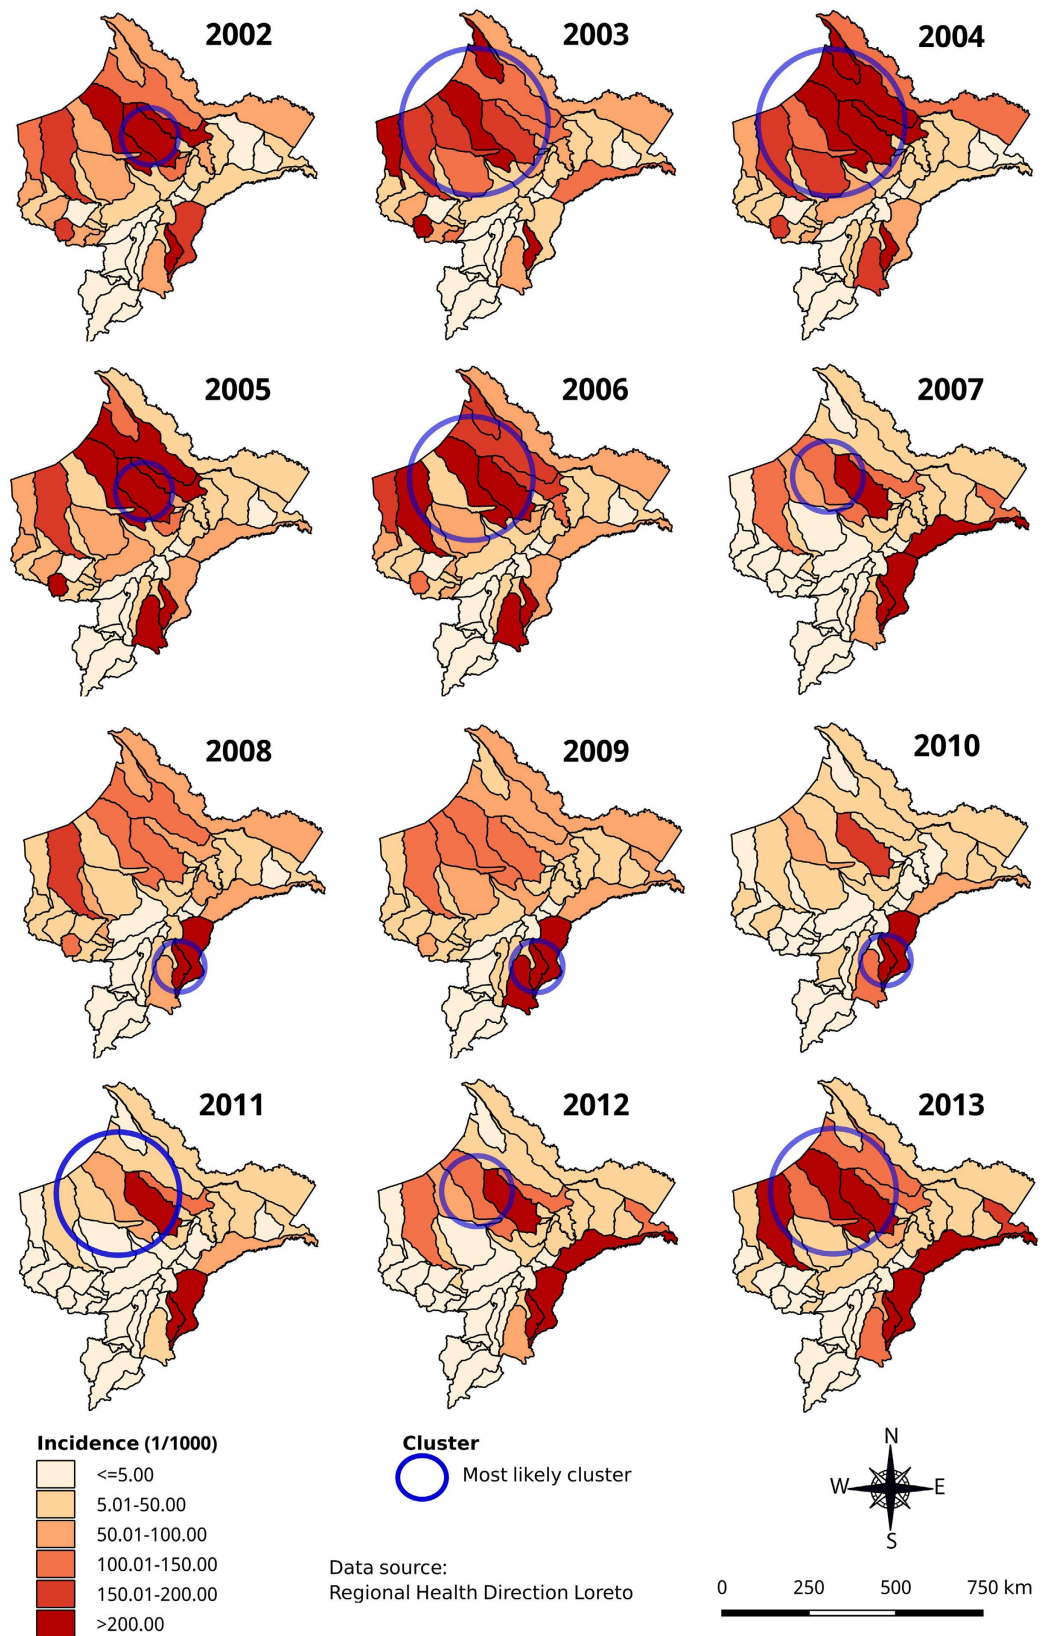 2002
2003
2004
2005
2006
2007
2008
2009
2010
2011
2012
2013
Incidence (1/1000)
<=5.00
5.01-50.00
50.01-100.00
100.01-150.00
150.01-200.00
>200.00
Cluster
Most likely cluster
Data source:
Regional Health Direction Loreto
N
W
E
S
0 250 500 750 km